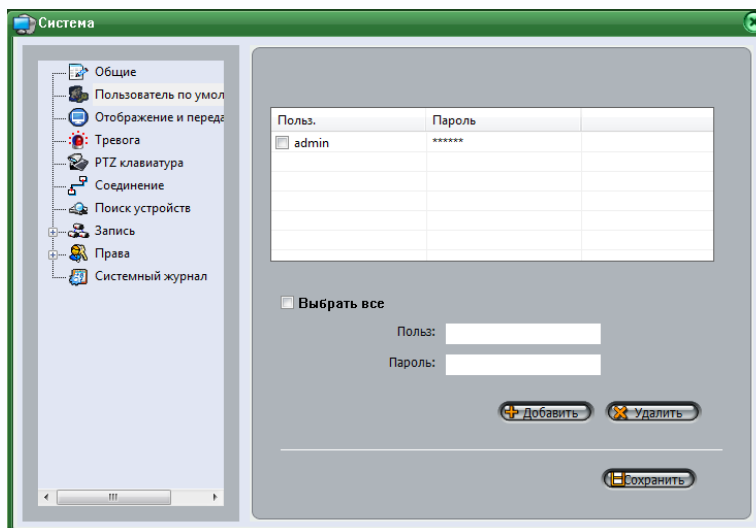 Система
Общие
Пользователь по умол
Отображение и переда
Тревога
PTZ клавиатура
Соединение
Поиск устройств
Запись
Права
Системный журнал
Польз. Пароль
admin ******
Выбрать все
Польз:
Пароль:
Добавить Удалить
Сохранить